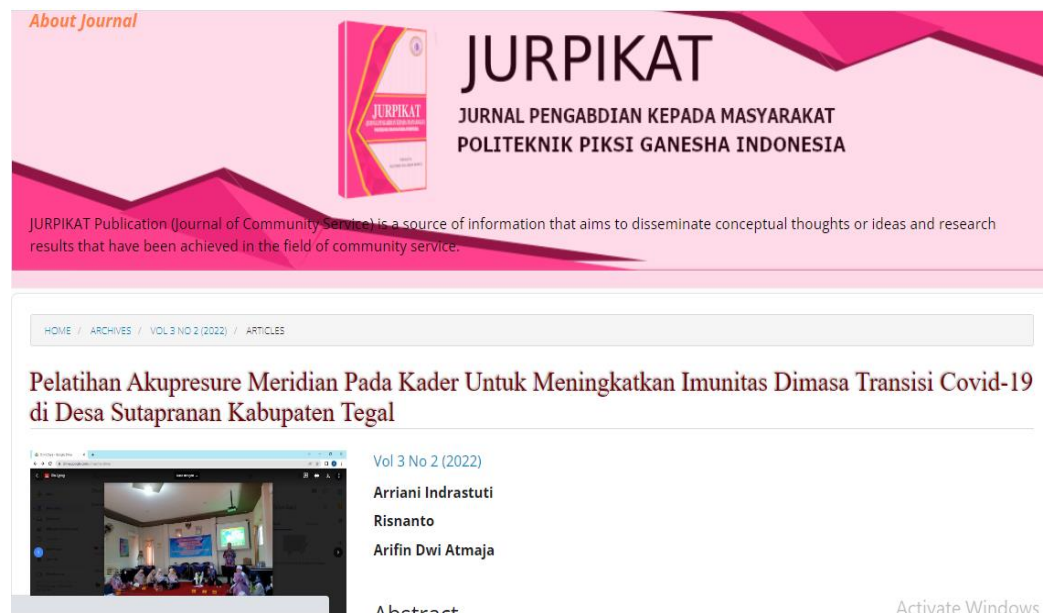 About Journal
JURPIKAT
JURNAL PENGABDIAN KEPADA MASYARAKAT
POLITEKNIK PIKSI GANESHA INDONESIA
JURPIKAT
JURPIKAT Publication (Journal of Community Service) is a source of information that aims to disseminate conceptual thoughts or ideas and research
results that have been achieved in the field of community service.
HOME / ARCHIVES / VOL 3 NO 2 (2022) / ARTICLES
Pelatihan Akupresure Meridian Pada Kader Untuk Meningkatkan Imunitas Dimasa Transisi Covid-19
di Desa Sutapranan Kabupaten Tegal
Vol 3 No 2 (2022)
Arriani Indrastuti
Risnanto
Arifin Dwi Atmaja
Abstract
Activate Windows